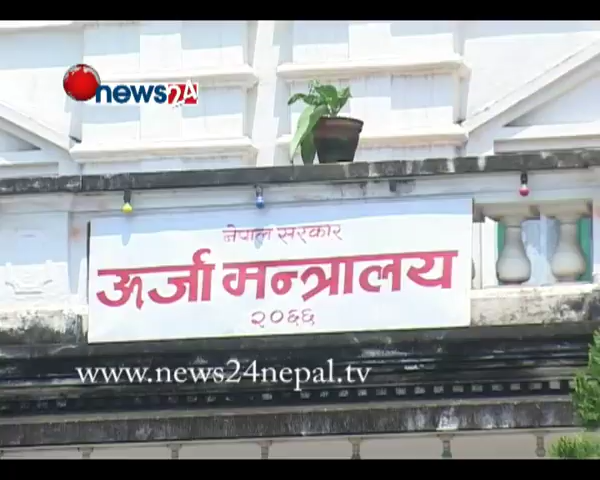 news24
नेपाल सरकार
ऊर्जा मन्त्रालय
२०६६
www.news24nepal.tv